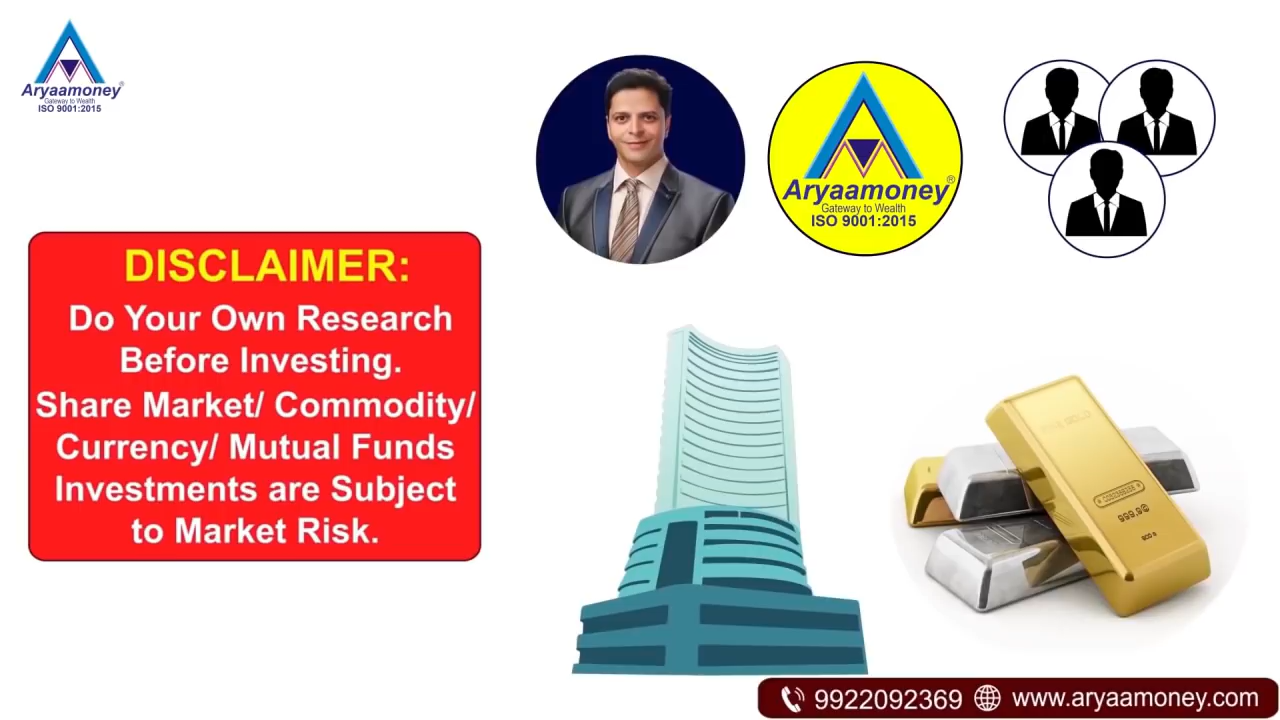 Aryaamoney®
Gateway to Wealth
ISO 9001:2015
Aryaamoney®
Gateway to Wealth
ISO 9001:2015
DISCLAIMER:
Do Your Own Research
Before Investing.
Share Market/ Commodity/
Currency/ Mutual Funds
Investments are Subject
to Market Risk.
999,9
9922092369 www.aryaamoney.com